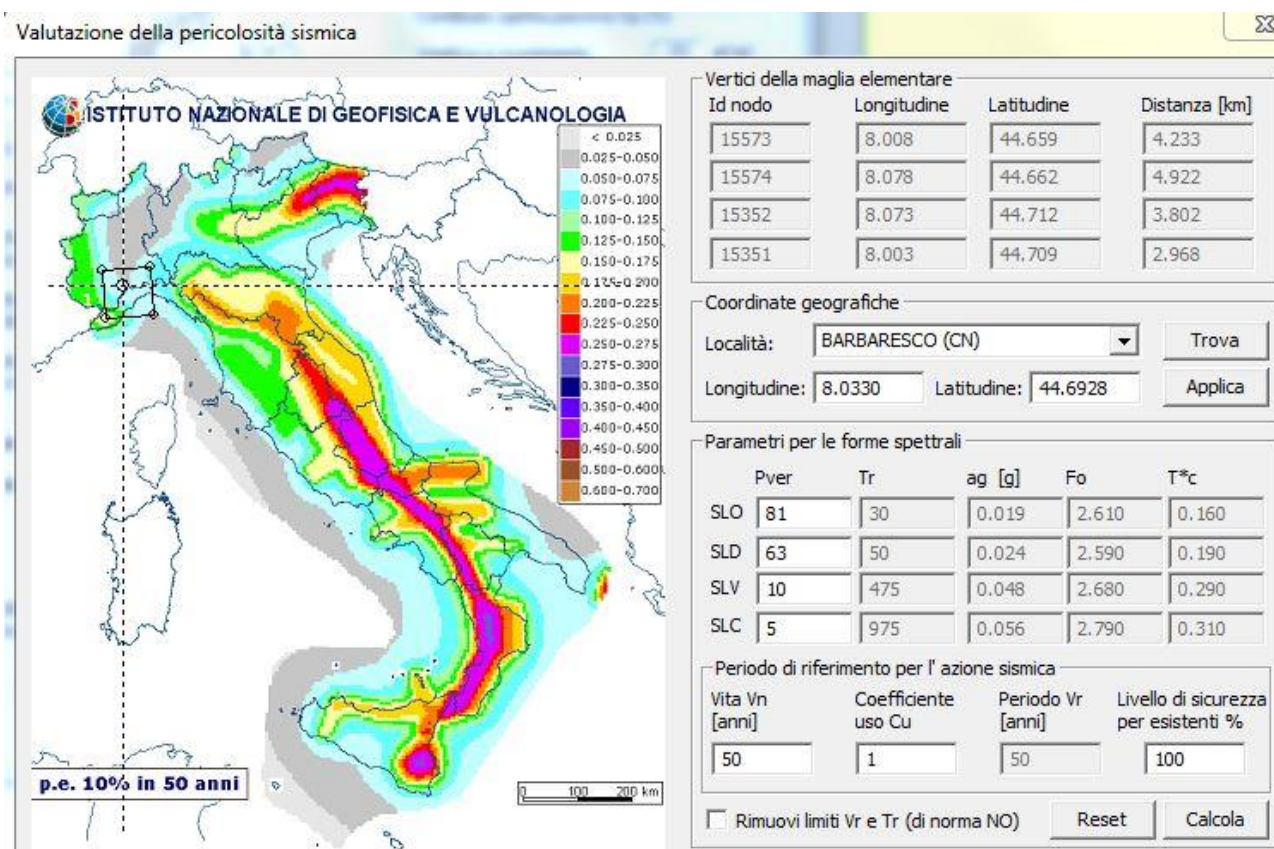 Valutazione della pericolosità sismica
ISTITUTO NAZIONALE DI GEOFISICA E VULCANOLOGIA
< 0.025
0.025-0.050
0.050-0.075
0.075-0.100
0.100-0.125
0.125-0.150
0.150-0.175
0.175-0.200
0.200-0.225
0.225-0.250
0.250-0.275
0.275-0.300
0.300-0.350
0.350-0.400
0.400-0.450
0.450-0.500
0.500-0.600
0.600-0.700
p.e. 10% in 50 anni
0 100 200 km
Vertici della maglia elementare
Id nodo Longitudine Latitudine Distanza [km]
15573 8.008 44.659 4.233
15574 8.078 44.662 4.922
15352 8.073 44.712 3.802
15351 8.003 44.709 2.968
Coordinate geografiche
Località: BARBARESCO (CN) Trova
Longitudine: 8.0330 Latitudine: 44.6928 Applica
Parametri per le forme spettrali
Pver Tr ag [g] Fo T*c
SLO 81 30 0.019 2.610 0.160
SLD 63 50 0.024 2.590 0.190
SLV 10 475 0.048 2.680 0.290
SLC 5 975 0.056 2.790 0.310
Periodo di riferimento per l' azione sismica
Vita Vn [anni] Coefficiente uso Cu Periodo Vr [anni] Livello di sicurezza per esistenti %
50 1 50 100
Rimuovi limiti Vr e Tr (di norma NO) Reset Calcola